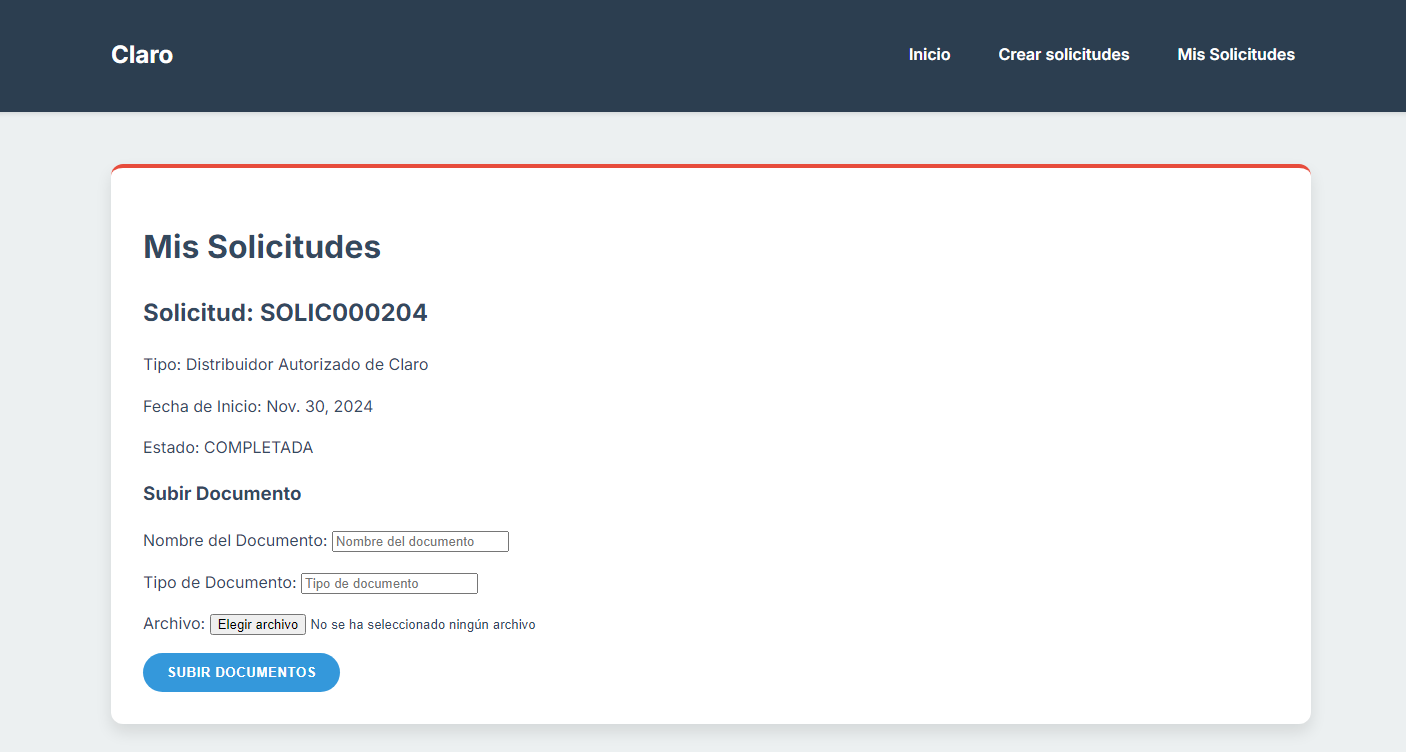 Claro
Inicio
Crear solicitudes
Mis Solicitudes
Mis Solicitudes
Solicitud: SOLIC000204
Tipo: Distribuidor Autorizado de Claro
Fecha de Inicio: Nov. 30, 2024
Estado: COMPLETADA
Subir Documento
Nombre del Documento: Nombre del documento
Tipo de Documento: Tipo de documento
Archivo: Elegir archivo No se ha seleccionado ningún archivo
SUBIR DOCUMENTOS